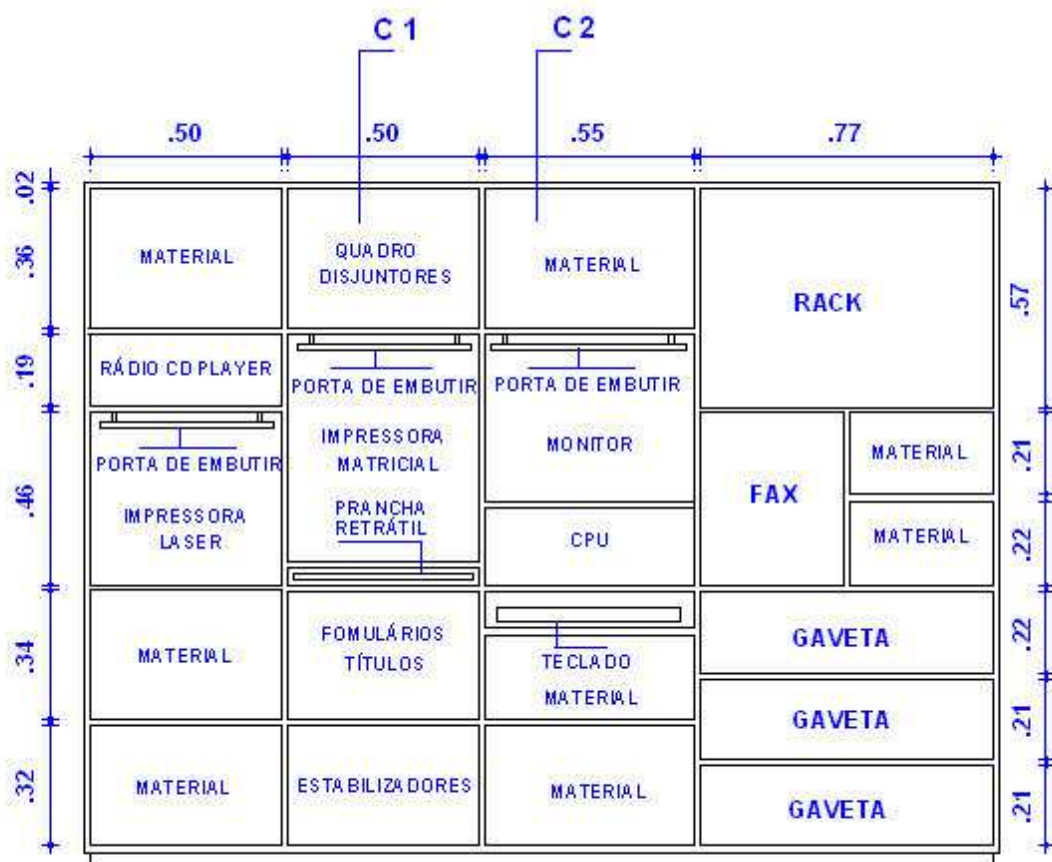 C 1
C 2
.50
.50
.55
.77
.02
.36
.19
.46
.34
.32
MATERIAL
QUADRO
DISJUNTORES
MATERIAL
RACK
.57
RÁDIO CD PLAYER
PORTA DE EMBUTIR
PORTA DE EMBUTIR
PORTA DE EMBUTIR
IMPRESSORA
LASER
IMPRESSORA
MATRICIAL
PRANCHA
RETRÁTIL
MONITOR
CPU
FAX
MATERIAL
MATERIAL
.21
.22
MATERIAL
FOMULÁRIOS
TÍTULOS
TECLADO
MATERIAL
GAVETA
GAVETA
GAVETA
.22
.21
.21
MATERIAL
ESTABILIZADORES
MATERIAL